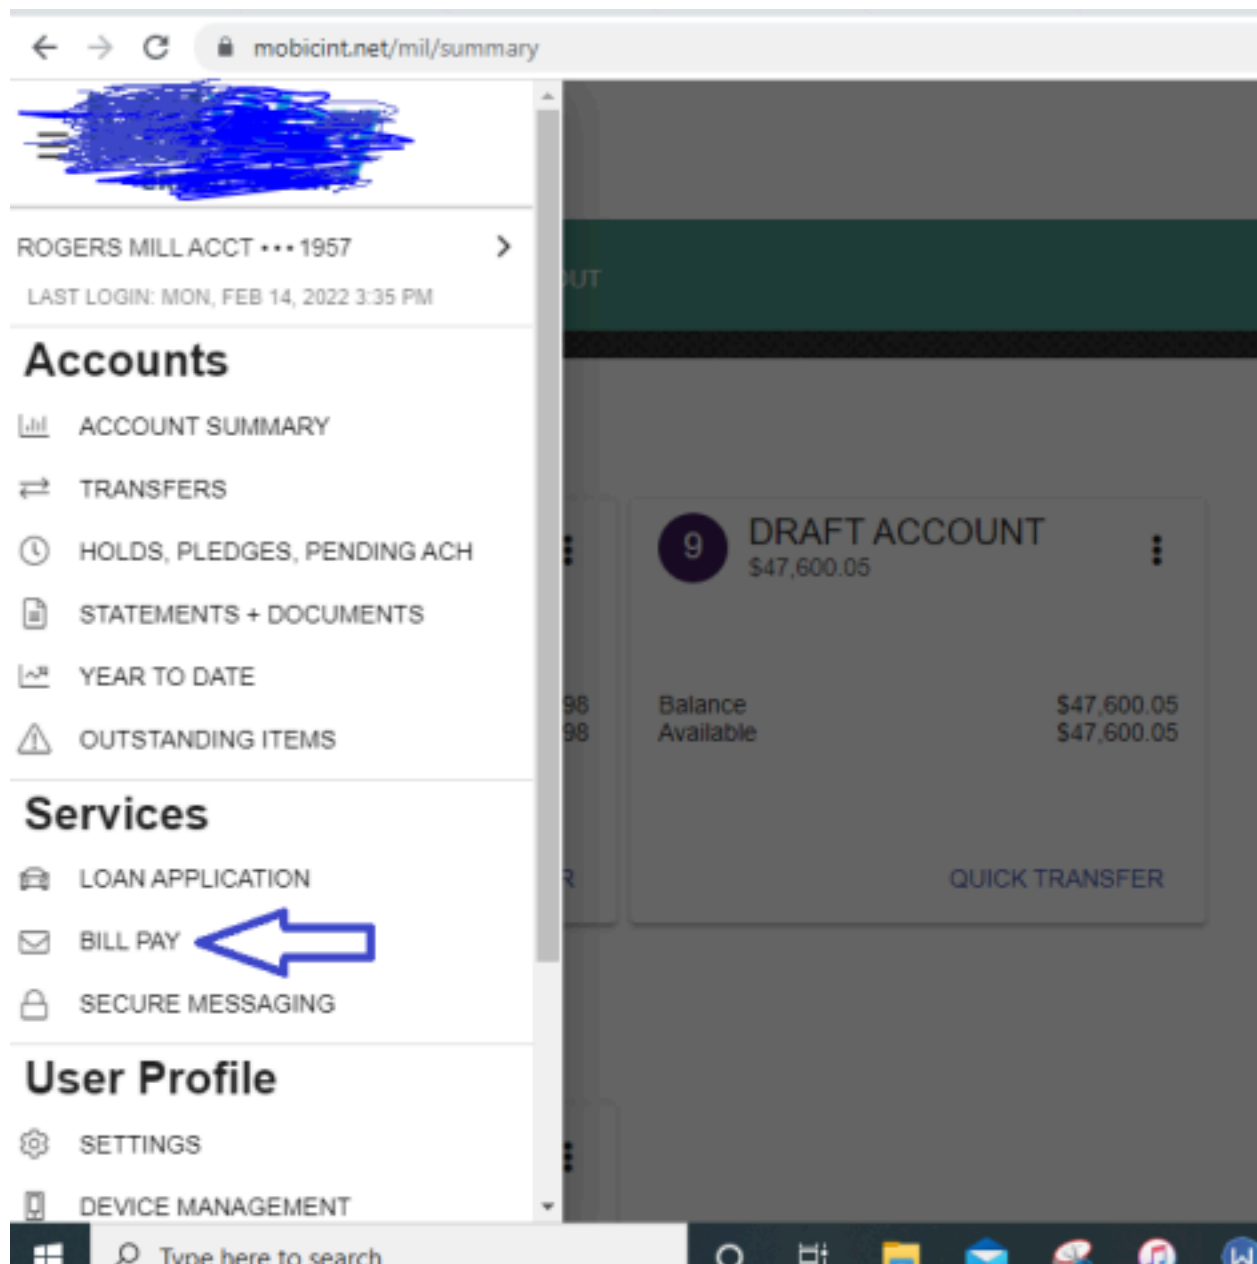 mobicint.net/mil/summary
ROGERS MILL ACCT ••• 1957
LAST LOGIN: MON, FEB 14, 2022 3:35 PM
Accounts
ACCOUNT SUMMARY
TRANSFERS
HOLDS, PLEDGES, PENDING ACH
STATEMENTS + DOCUMENTS
YEAR TO DATE
OUTSTANDING ITEMS
Services
LOAN APPLICATION
BILL PAY
SECURE MESSAGING
User Profile
SETTINGS
DEVICE MANAGEMENT
OUT
98
98
R
9
DRAFT ACCOUNT
$47,600.05
Balance $47,600.05
Available $47,600.05
QUICK TRANSFER
Type here to search